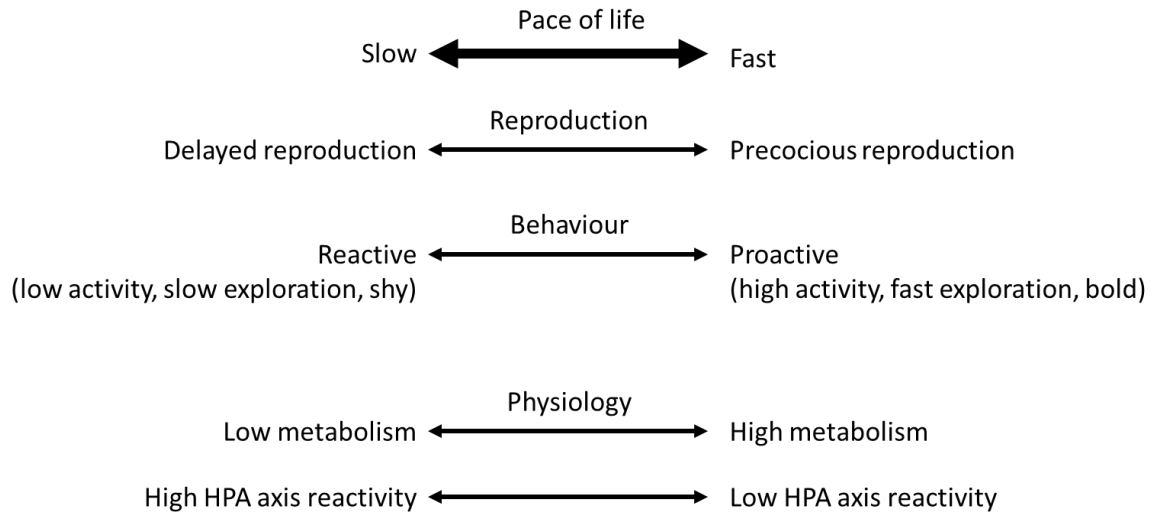 Pace of life
Slow Fast
Reproduction
Delayed reproduction Precocious reproduction
Behaviour
Reactive Proactive
(low activity, slow exploration, shy) (high activity, fast exploration, bold)
Physiology
Low metabolism High metabolism
High HPA axis reactivity Low HPA axis reactivity